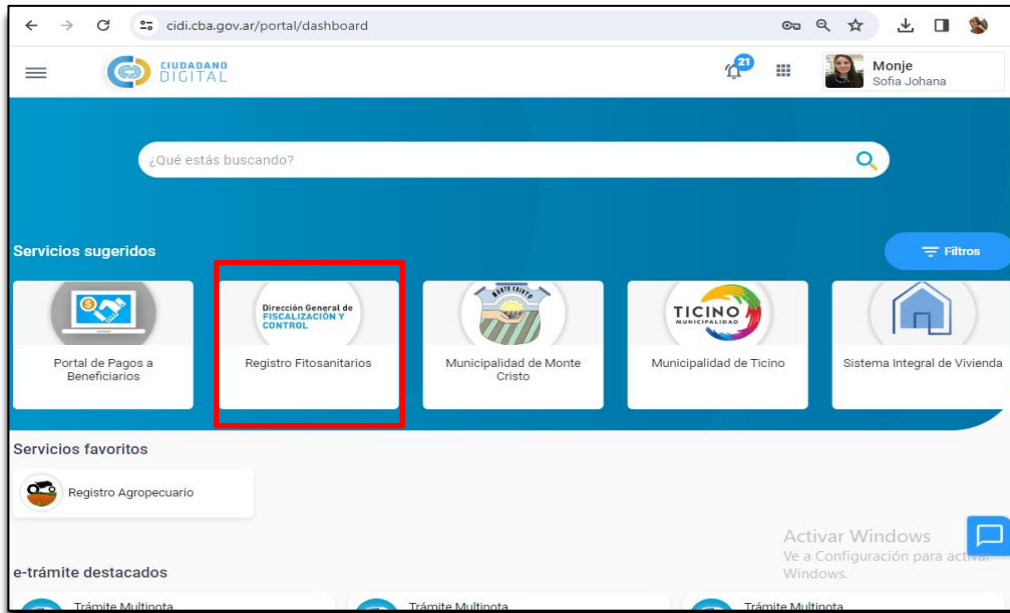 cidi.cba.gov.ar/portal/dashboard
CIUDADANO
DIGITAL
21
Monje
Sofia Johana
¿Qué estás buscando?
Servicios sugeridos
Filtros
Dirección General de
FISCALIZACIÓN Y
CONTROL
MONTE CRISTO
TICINO
MUNICIPALIDAD
Portal de Pagos a
Beneficiarios
Registro Fitosanitarios
Municipalidad de Monte
Cristo
Municipalidad de Ticino
Sistema Integral de Vivienda
Servicios favoritos
Registro Agropecuario
Activar Windows
Ve a Configuración para activar
Windows.
e-trámite destacados
Trámite Multinota
Trámite Multinota
Trámite Multinota